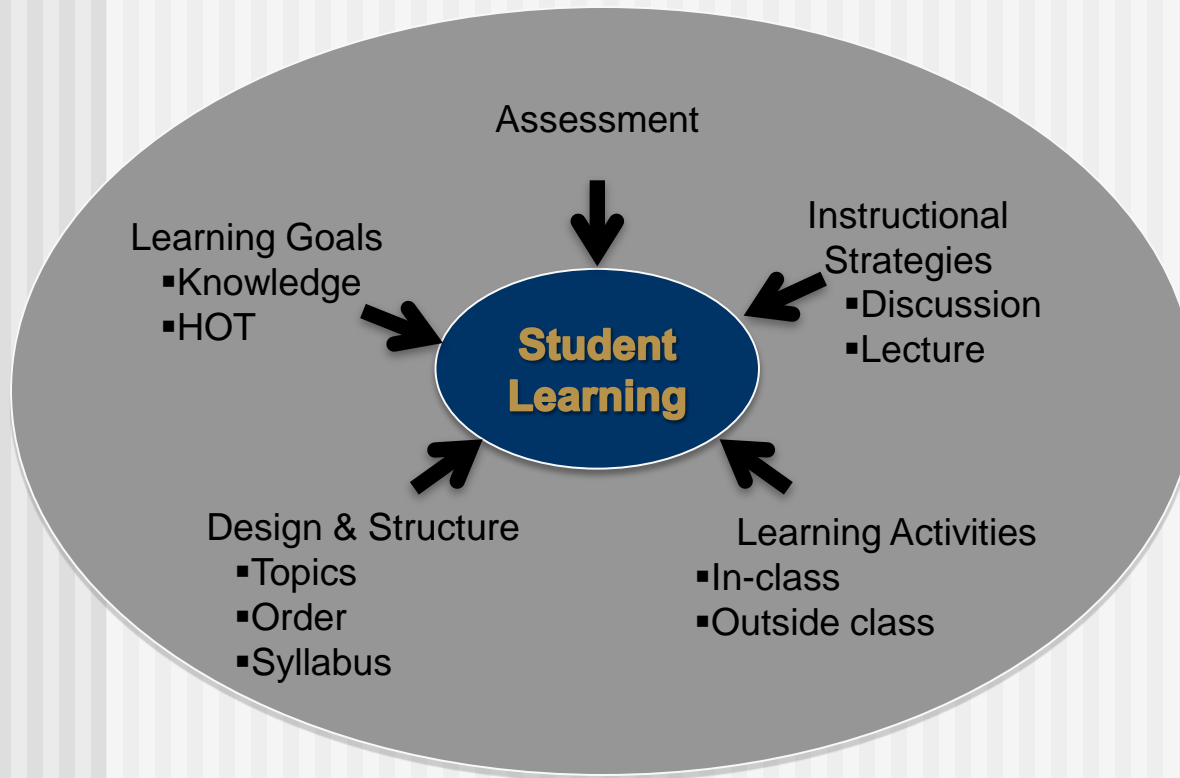 Assessment
Learning Goals
▪Knowledge
▪HOT
Instructional
Strategies
▪Discussion
▪Lecture
Student
Learning
Design & Structure
▪Topics
▪Order
▪Syllabus
Learning Activities
▪In-class
▪Outside class